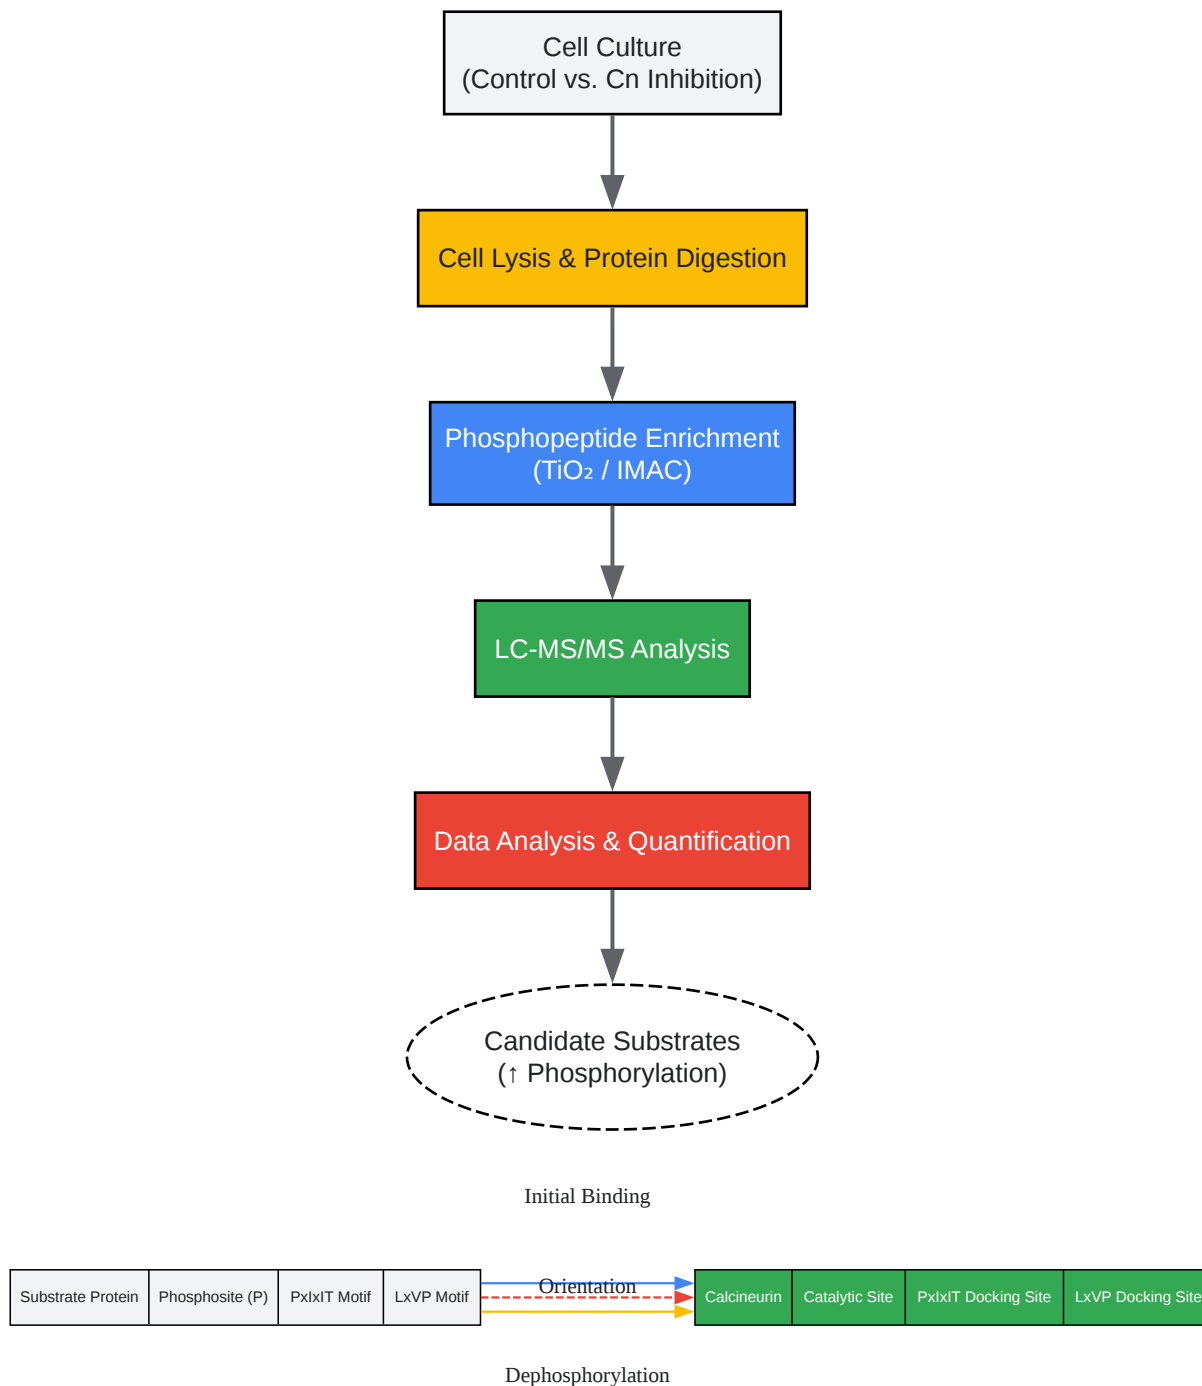 Cell Culture
(Control vs. Cn Inhibition)
Cell Lysis & Protein Digestion
Phosphopeptide Enrichment
(TiO₂ / IMAC)
LC-MS/MS Analysis
Data Analysis & Quantification
Candidate Substrates
(↑ Phosphorylation)
Initial Binding
Substrate Protein
Phosphosite (P)
PxIxIT Motif
LxVP Motif
Orientation
Calcineurin
Catalytic Site
PxIxIT Docking Site
LxVP Docking Site
Dephosphorylation